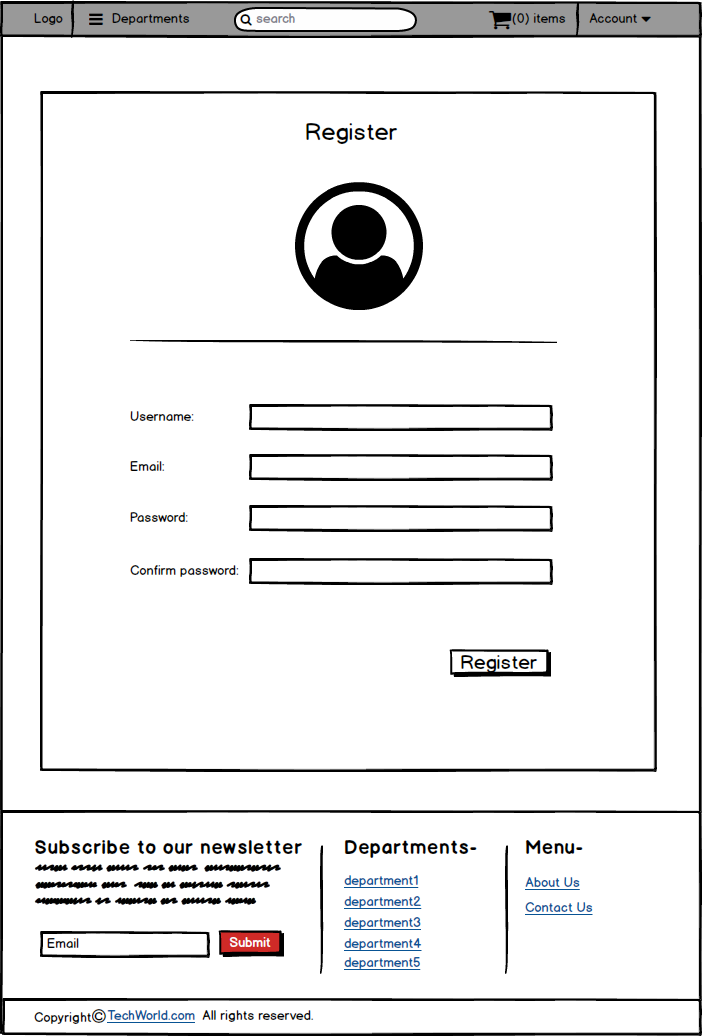 Logo
Departments
search
(0) items
Account
Register
Username:
Email:
Password:
Confirm password:
Register
Subscribe to our newsletter
Email
Submit
Departments-
department1
department2
department3
department4
department5
Menu-
About Us
Contact Us
Copyright©TechWorld.com All rights reserved.